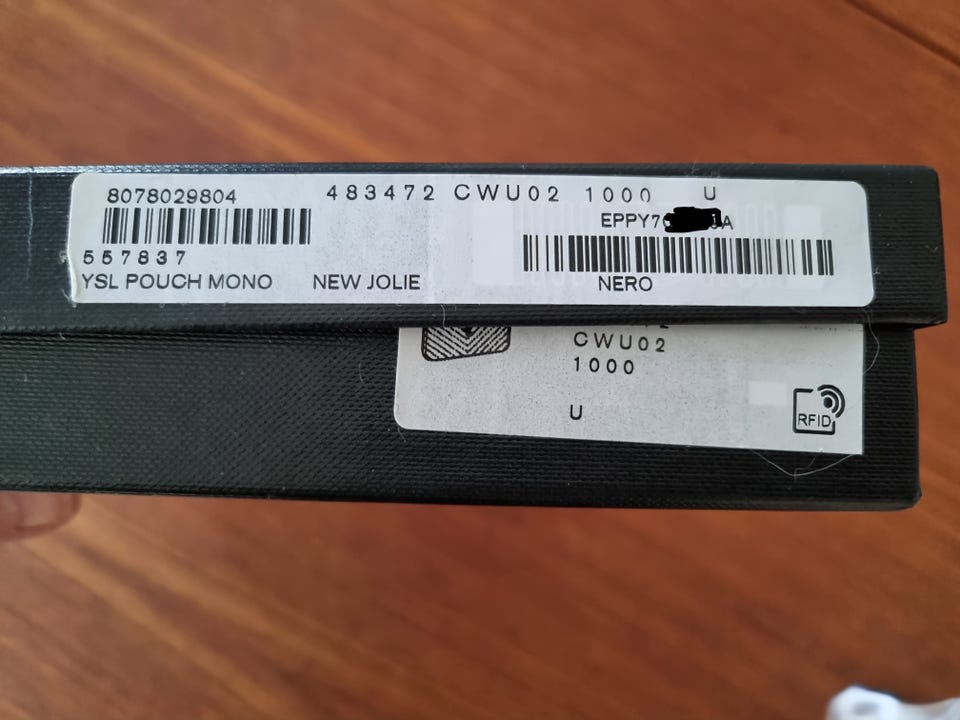 8078029804 483472 CWU02 1000 U
EPPY7
557837
YSL POUCH MONO NEW JOLIE NERO
CWU02
1000
U
RFID